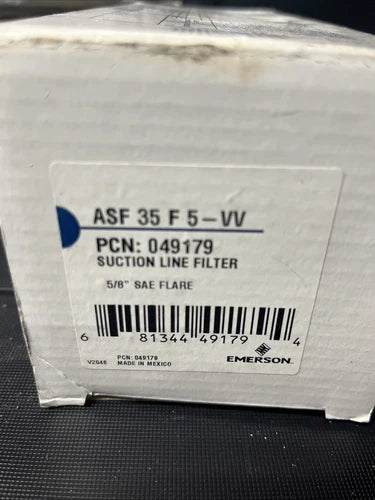 ASF 35 F 5-VV
PCN: 049179
SUCTION LINE FILTER
5/8" SAE FLARE
6 81344 49179 4
V2048 PCN: 049179
MADE IN MEXICO
EMERSON